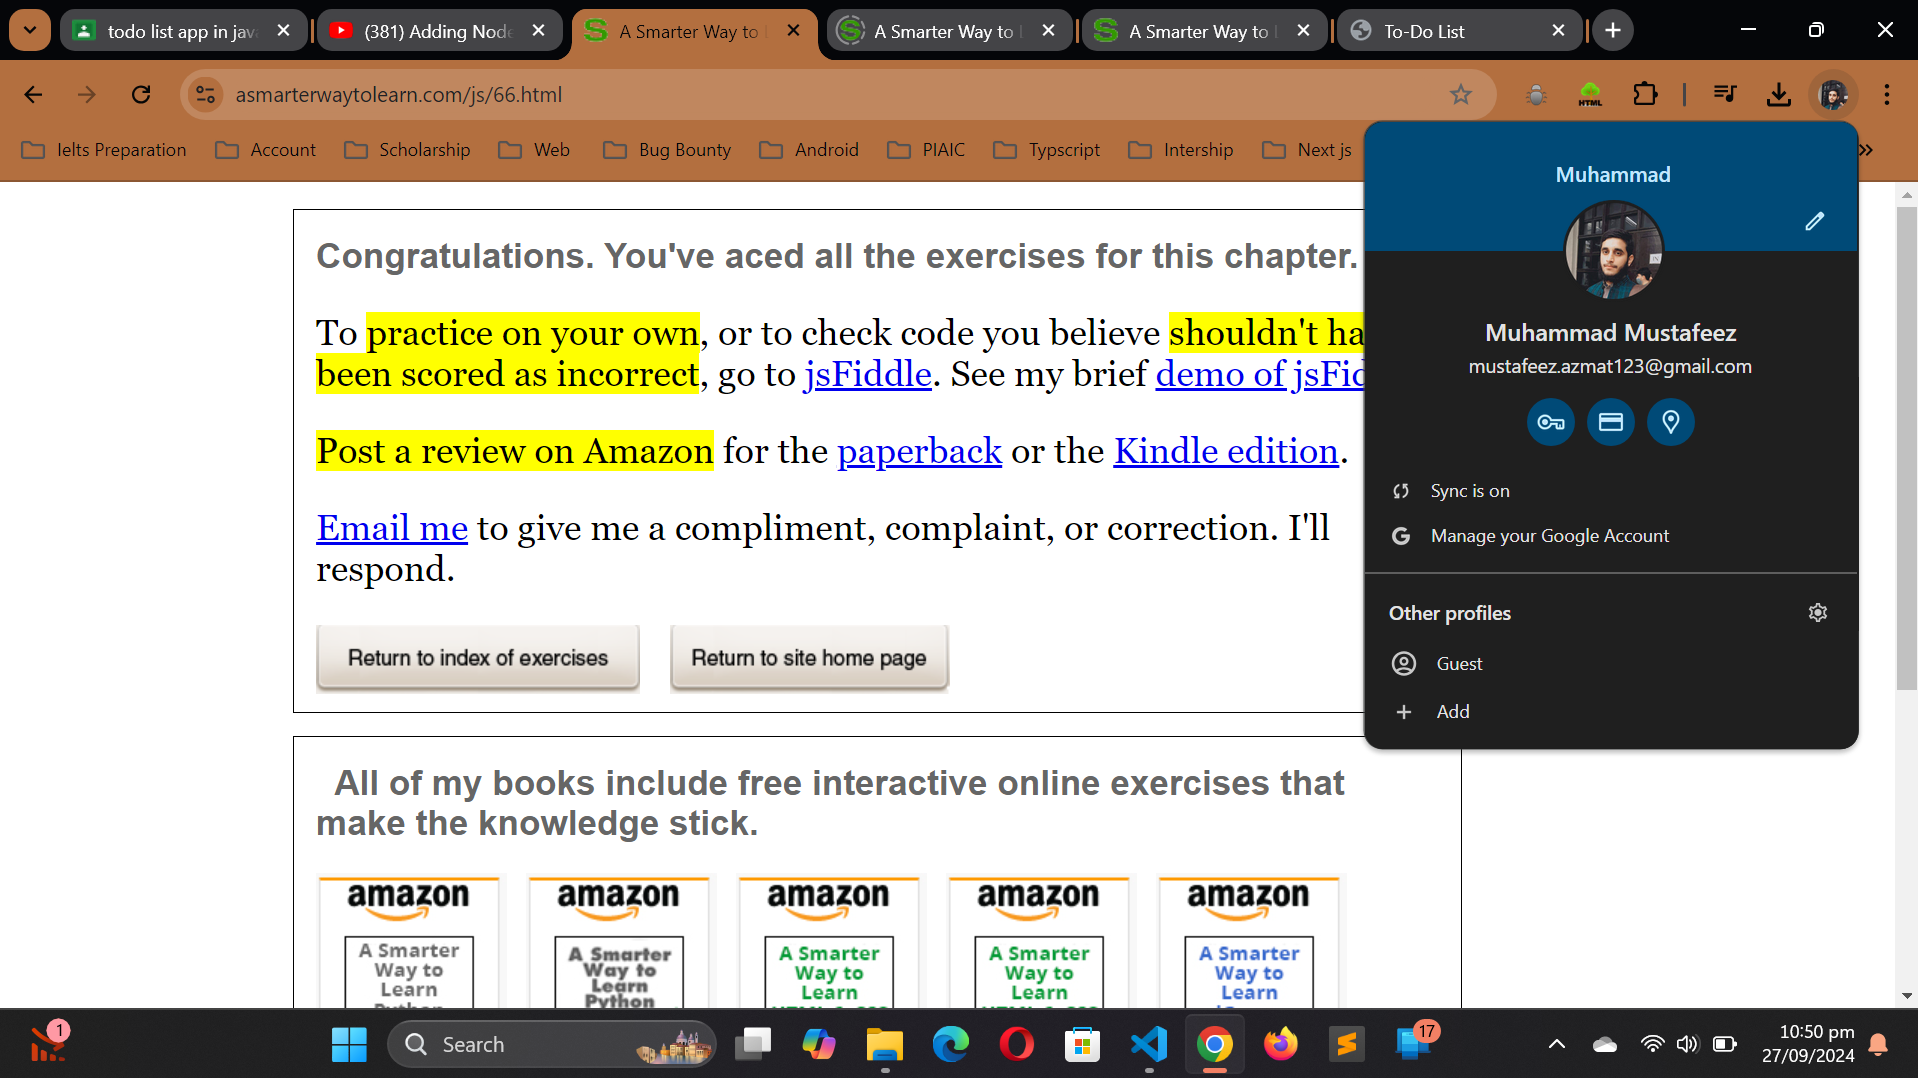 todo list app in jav
(381) Adding Node
A Smarter Way to
A Smarter Way to
A Smarter Way to
To-Do List
asmarterwaytolearn.com/js/66.html
HTML
Ielts Preparation
Account
Scholarship
Web
Bug Bounty
Android
PIAIC
Typscript
Intership
Next js
Congratulations. You've aced all the exercises for this chapter.
To practice on your own, or to check code you believe shouldn't ha
been scored as incorrect, go to jsFiddle. See my brief demo of jsFid
Post a review on Amazon for the paperback or the Kindle edition.
Email me to give me a compliment, complaint, or correction. I'll
respond.
Return to index of exercises
Return to site home page
Muhammad
Muhammad Mustafeez
mustafeez.azmat123@gmail.com
Sync is on
Manage your Google Account
Other profiles
Guest
Add
All of my books include free interactive online exercises that
make the knowledge stick.
amazon
A Smarter
Way to
Learn
Python
amazon
A Smarter
Way to
Learn
Python
amazon
A Smarter
Way to
Learn
HTML & CSS
amazon
A Smarter
Way to
Learn
HTML & CSS
amazon
A Smarter
Way to
Learn
1
Search
17
10:50 pm
27/09/2024